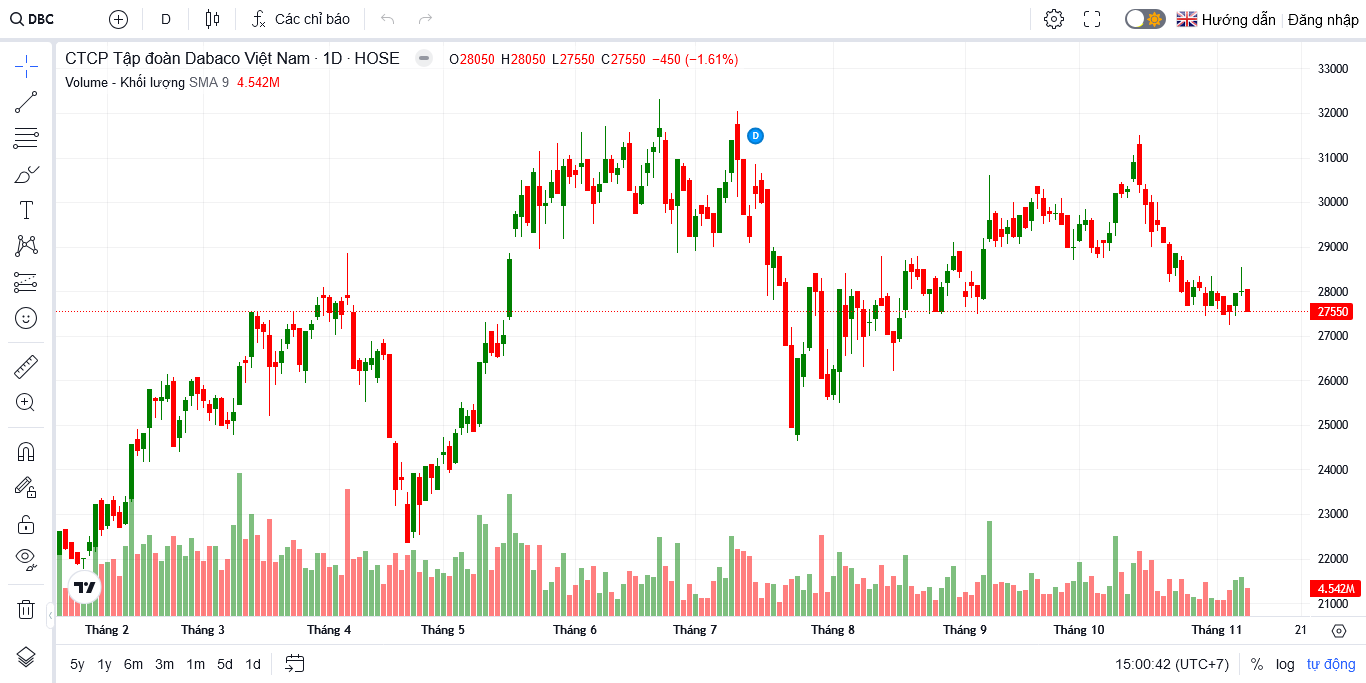 DBC D Các chỉ báo Hướng dẫn Đăng nhập
CTCP Tập đoàn Dabaco Việt Nam · 1D · HOSE O28050 H28050 L27550 C27550 −450 (−1.61%)
Volume - Khối lượng SMA 9 4.542M
D
33000
32000
31000
30000
29000
28000
27550
27000
26000
25000
24000
23000
22000
4.542M
21000
Tháng 2 Tháng 3 Tháng 4 Tháng 5 Tháng 6 Tháng 7 Tháng 8 Tháng 9 Tháng 10 Tháng 11 21
5y 1y 6m 3m 1m 5d 1d 15:00:42 (UTC+7) % log tự động